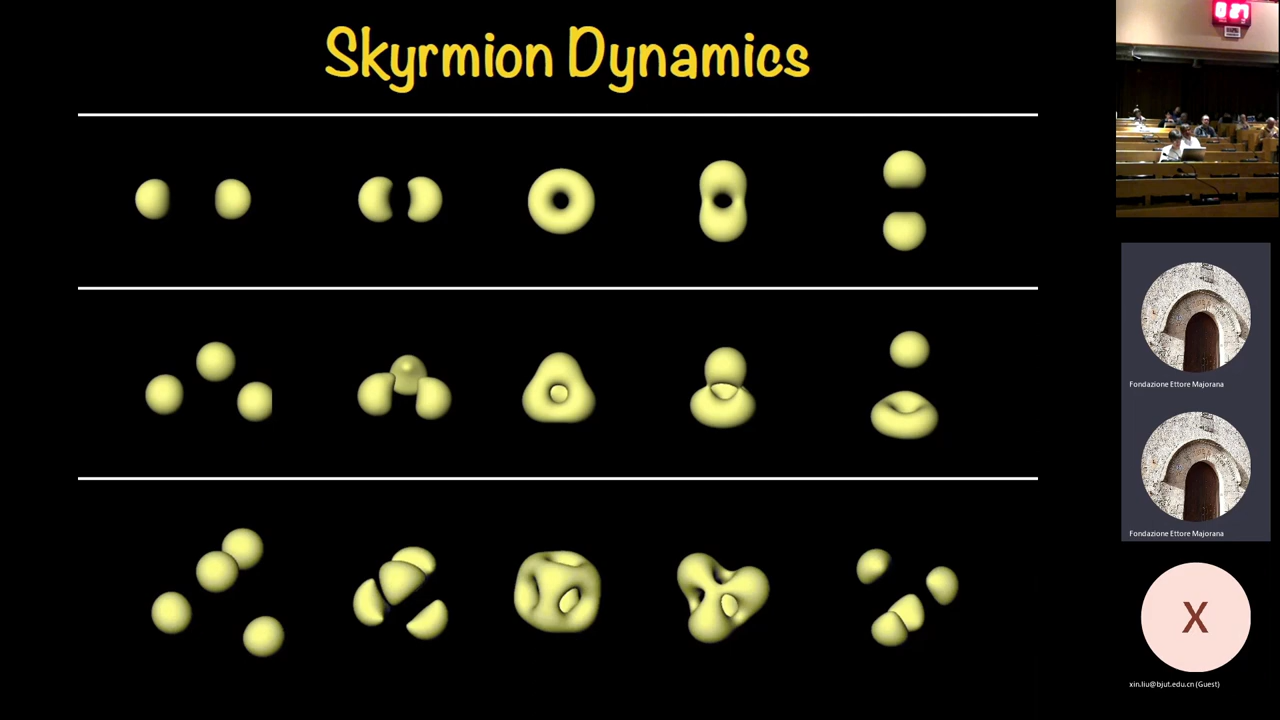 Skyrmion Dynamics
Fondazione Ettore Majorana
Fondazione Ettore Majorana
X
xin.liu@bjut.edu.cn (Guest)